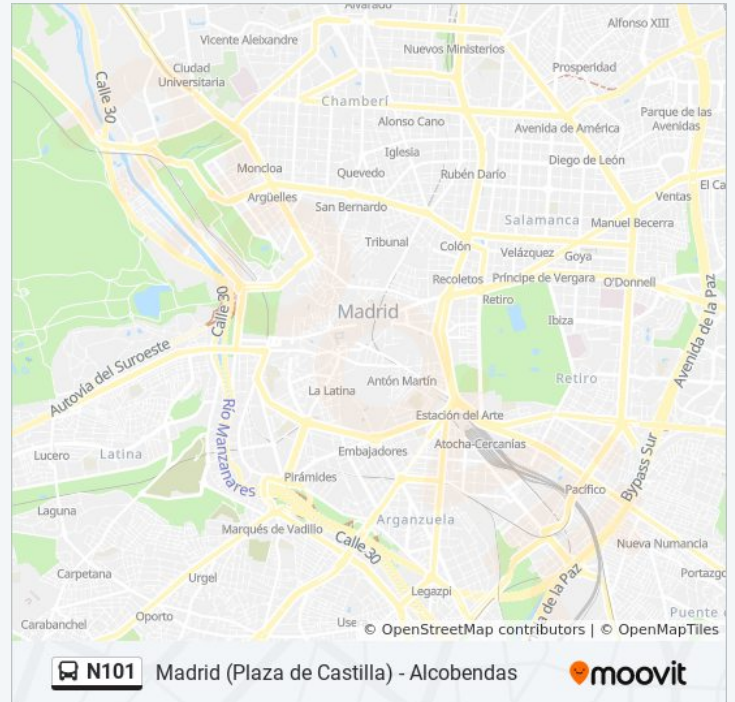 Alvarado
Alfonso XIII
Vicente Aleixandre
Nuevos Ministerios
Ciudad
Universitaria
Prosperidad
Calle 30
Chamberí
Parque de las
Avenidas
Alonso Cano
Avenida de América
Iglesia
Diego de León
Moncloa
Quevedo
Rubén Darío
El Ca
Argüelles
Ventas
San Bernardo
Salamanca
Manuel Becerra
Tribunal
Colón
Velázquez
Goya
Recoletos
Príncipe de Vergara
O'Donnell
Calle 30
Madrid
Retiro
Ibiza
Avenida de la Paz
Autovía del Suroeste
La Latina
Antón Martín
Retiro
Río Manzanares
Estación del Arte
Lucero
Latina
Embajadores
Atocha-Cercanías
Bypass Sur
Pirámides
Pacífico
Laguna
Marqués de Vadillo
Arganzuela
Calle 30
Nueva Numancia
Carpetana
Urgel
Legazpi
a de la Paz
Portazgo
Carabanchel
Oporto
Use
Puente
© OpenStreetMap contributors | © OpenMapTiles
N101 Madrid (Plaza de Castilla) - Alcobendas moovit